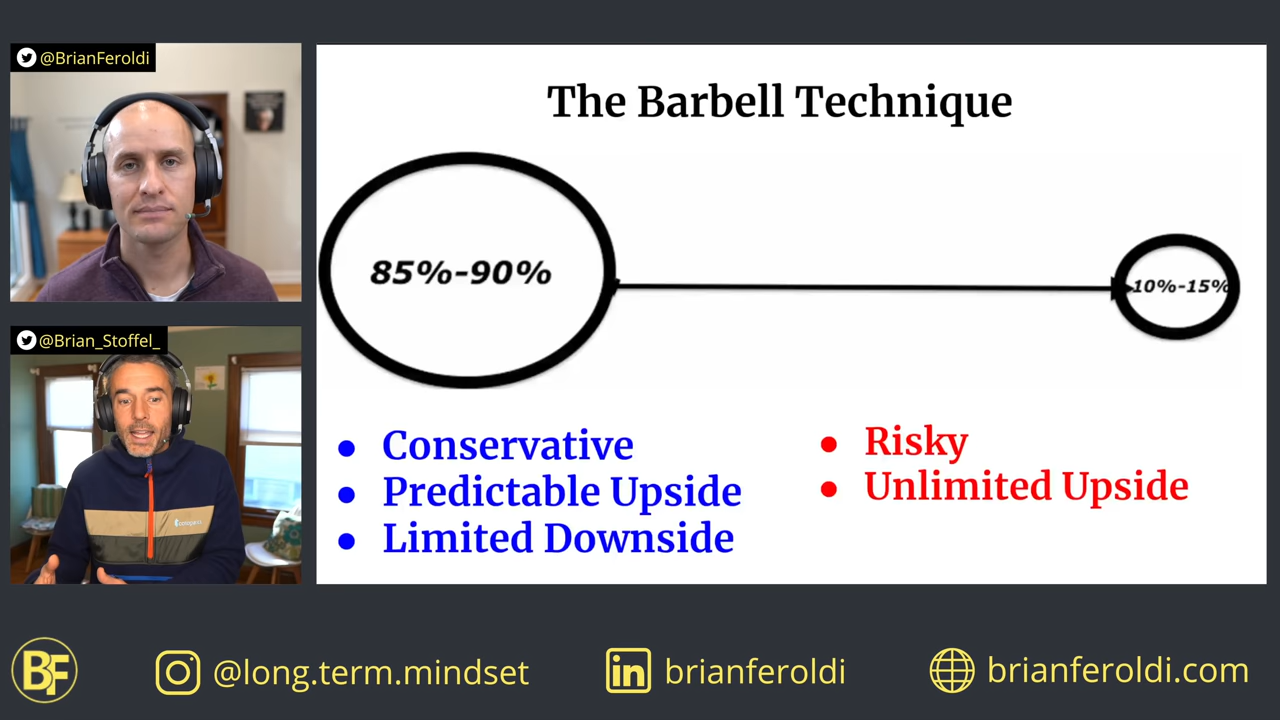 @BrianFeroldi
@Brian_Stoffel_
The Barbell Technique
85%-90%
10%-15%
● Conservative
● Predictable Upside
● Limited Downside
● Risky
● Unlimited Upside
BF
@long.term.mindset
in
brianferoldi
brianferoldi.com